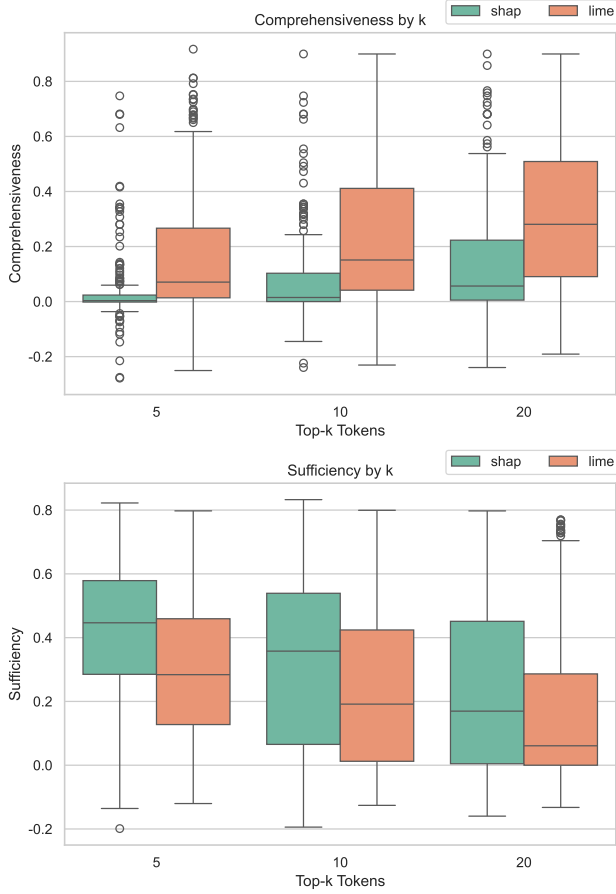 shap lime
Comprehensiveness by k
0.8
0.6
0.4
0.2
0.0
-0.2
Comprehensiveness
5 10 20
Top-k Tokens
shap lime
Sufficiency by k
0.8
0.6
0.4
0.2
0.0
-0.2
Sufficiency
5 10 20
Top-k Tokens